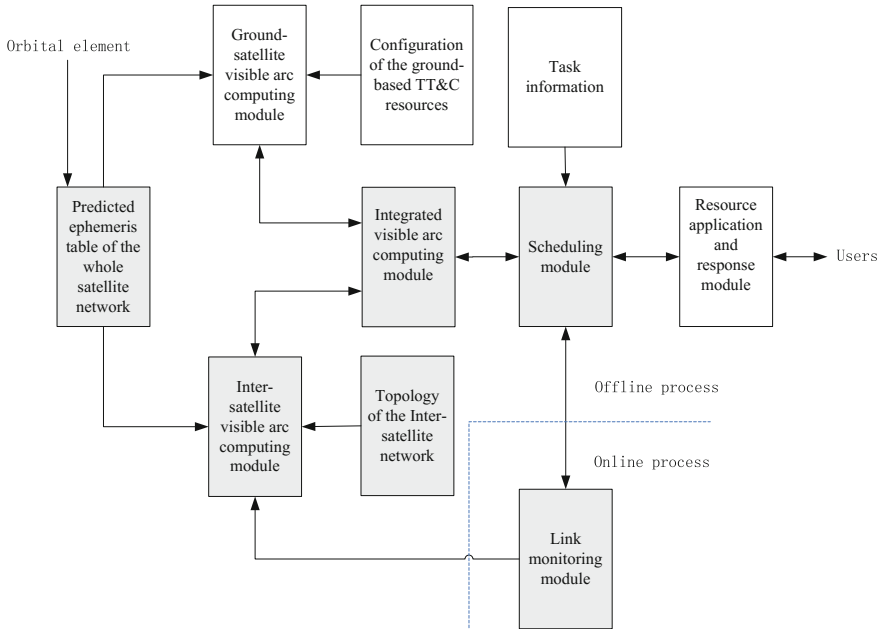 Orbital element
Ground-
satellite
visible arc
computing
module
Configuration
of the ground-
based TT&C
resources
Task
information
Predicted
ephemeris
table of the
whole
satellite
network
Integrated
visible arc
computing
module
Scheduling
module
Resource
application
and
response
module
Users
Inter-
satellite
visible arc
computing
module
Topology
of the Inter-
satellite
network
Offline process
Online process
Link
monitoring
module